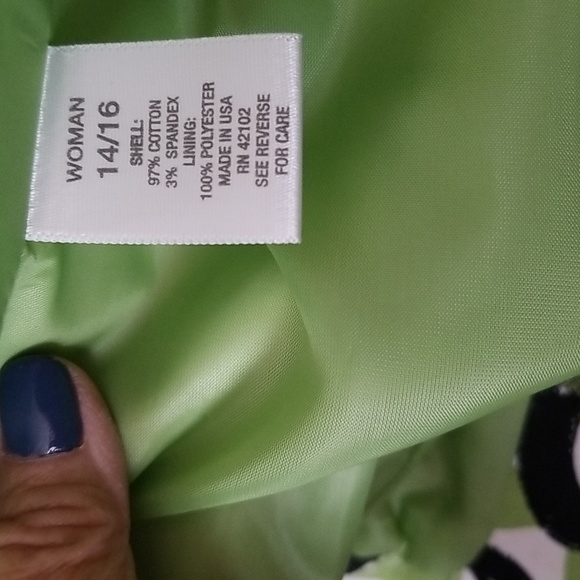 WOMAN
14/16
SHELL:
97% COTTON
3% SPANDEX
LINING:
100% POLYESTER
MADE IN USA
RN 42102
SEE REVERSE
FOR CARE